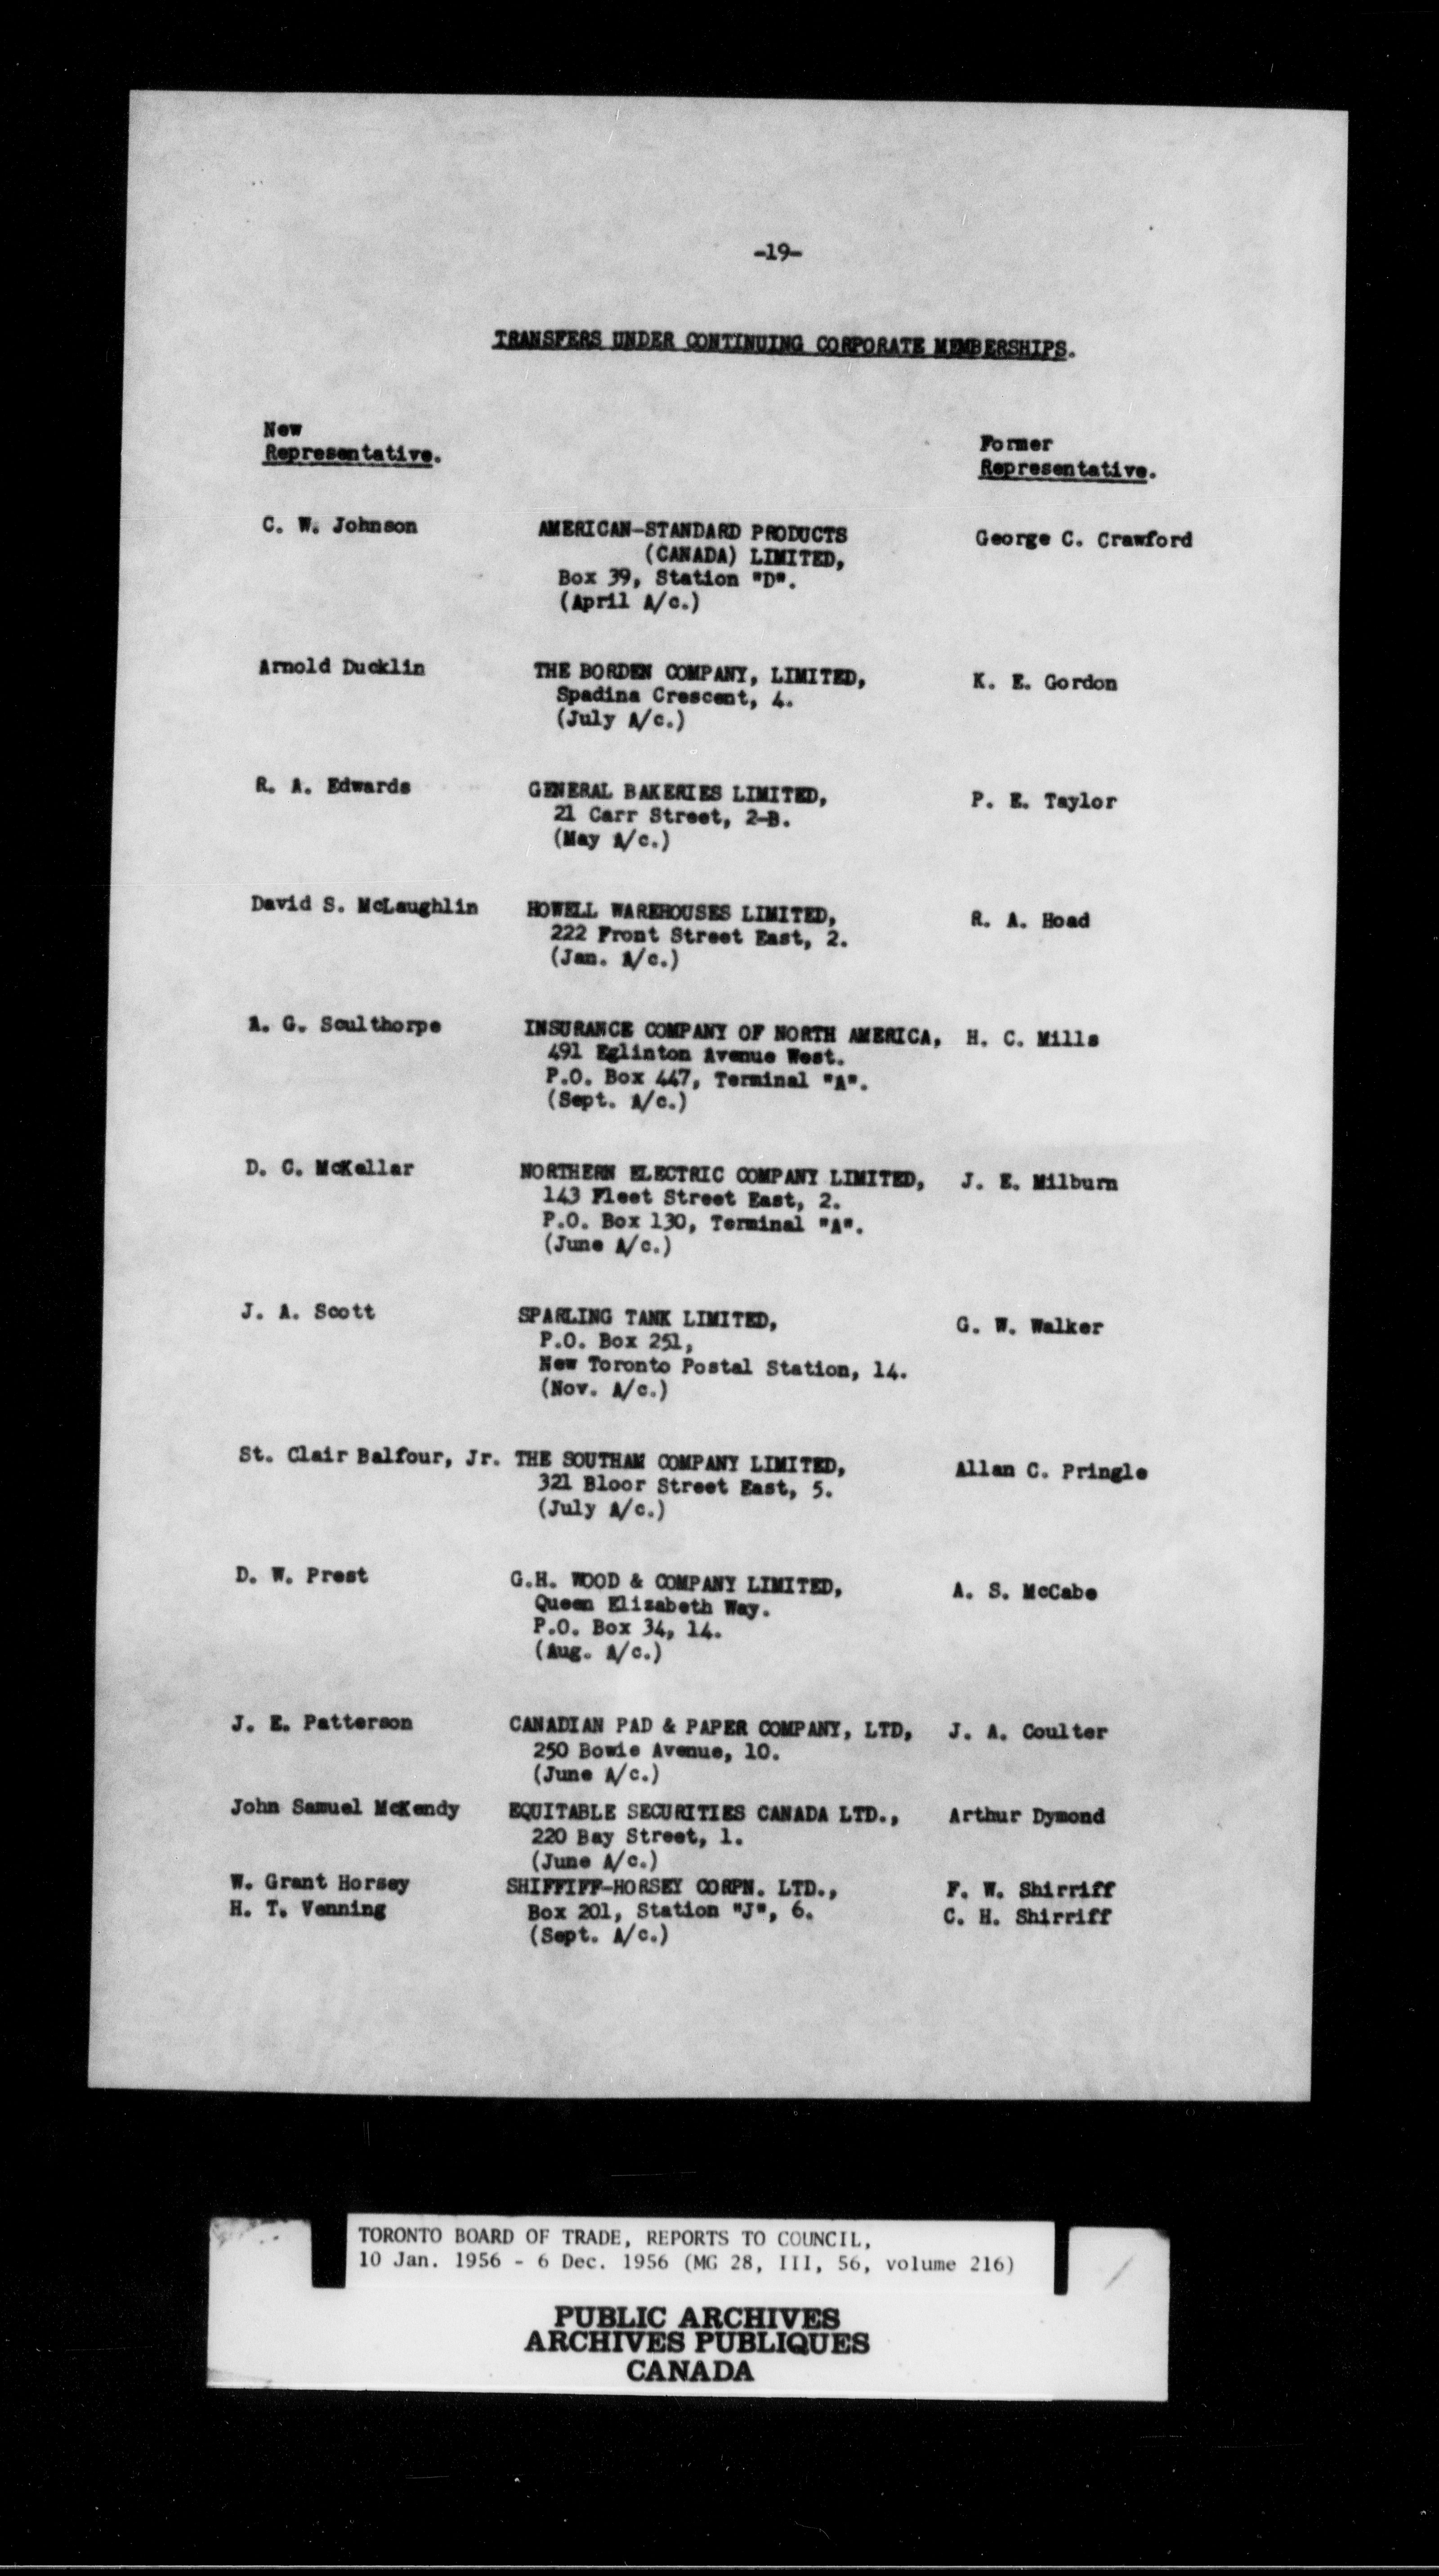 -19-
TRANSFERS UNDER CONTINUING CORPORATE MEMBERSHIPS.
New
Representative.
Former
Representative.
C. W. Johnson AMERICAN-STANDARD PRODUCTS George C. Crawford
(CANADA) LIMITED,
Box 39, Station "D".
(April A/c.)
Arnold Ducklin THE BORDEN COMPANY, LIMITED, K. E. Gordon
Spadina Crescent, 4.
(July A/c.)
R. A. Edwards GENERAL BAKERIES LIMITED, P. E. Taylor
21 Carr Street, 2-B.
(May A/c.)
David S. McLaughlin HOWELL WAREHOUSES LIMITED, R. A. Hoad
222 Front Street East, 2.
(Jan. A/c.)
A. G. Sculthorpe INSURANCE COMPANY OF NORTH AMERICA, H. C. Mills
491 Eglinton Avenue West.
P.O. Box 447, Terminal "A".
(Sept. A/c.)
D. C. McKellar NORTHERN ELECTRIC COMPANY LIMITED, J. E. Milburn
143 Fleet Street East, 2.
P.O. Box 130, Terminal "A".
(June A/c.)
J. A. Scott SPARLING TANK LIMITED, G. W. Walker
P.O. Box 251,
New Toronto Postal Station, 14.
(Nov. A/c.)
St. Clair Balfour, Jr. THE SOUTHAM COMPANY LIMITED, Allan C. Pringle
321 Bloor Street East, 5.
(July A/c.)
D. W. Prest G.H. WOOD & COMPANY LIMITED, A. S. McCabe
Queen Elizabeth Way.
P.O. Box 34, 14.
(Aug. A/c.)
J. E. Patterson CANADIAN PAD & PAPER COMPANY, LTD, J. A. Coulter
250 Bowie Avenue, 10.
(June A/c.)
John Samuel McKendy EQUITABLE SECURITIES CANADA LTD., Arthur Dymond
220 Bay Street, 1.
(June A/c.)
W. Grant Horsey SHIFFIFF-HORSEY CORPN. LTD., F. W. Shirriff
H. T. Venning Box 201, Station "J", 6. C. H. Shirriff
(Sept. A/c.)
TORONTO BOARD OF TRADE, REPORTS TO COUNCIL,
10 Jan. 1956 - 6 Dec. 1956 (MG 28, III, 56, volume 216)
PUBLIC ARCHIVES
ARCHIVES PUBLIQUES
CANADA